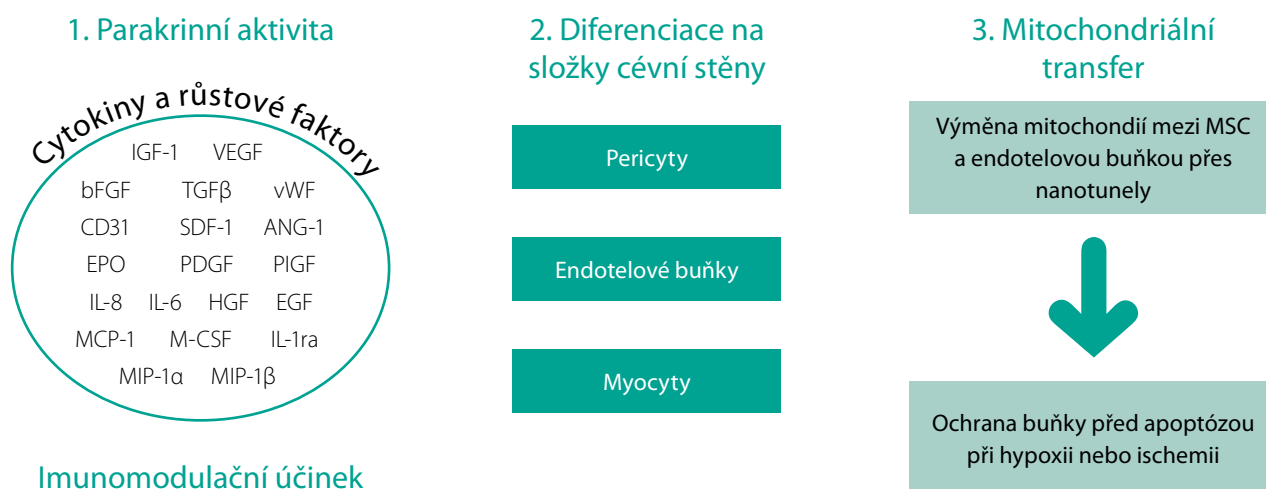 1. Parakrinní aktivita
Cytokiny a růstové faktory
IGF-1 VEGF
bFGF TGFβ vWF
CD31 SDF-1 ANG-1
EPO PDGF PIGF
IL-8 IL-6 HGF EGF
MCP-1 M-CSF IL-1ra
MIP-1α MIP-1β
Imunomodulační účinek
2. Diferenciace na
složky cévní stěny
Pericyty
Endotelové buňky
Myocyty
3. Mitochondriální
transfer
Výměna mitochondií mezi MSC
a endotelovou buňkou přes
nanotunely
Ochrana buňky před apoptózou
při hypoxii nebo ischemii